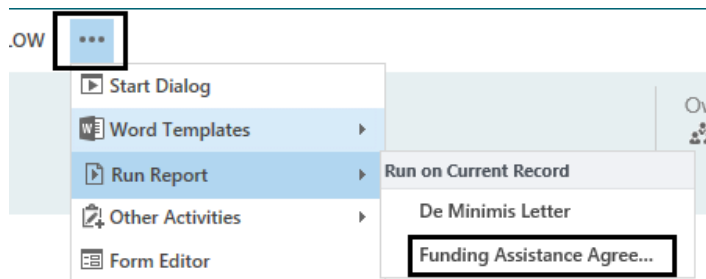 LOW •••
Start Dialog
Word Templates
Run Report
Run on Current Record
Other Activities
De Minimis Letter
Form Editor
Funding Assistance Agree...